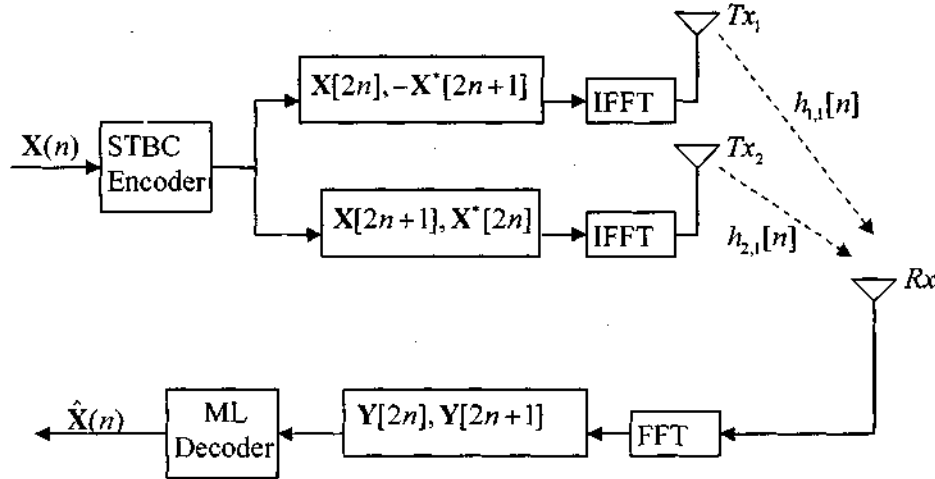 Tx₁
X[2n], -X*[2n+1]
IFFT
h₁,₁[n]
X(n)
STBC
Encoder
Tx₂
X[2n+1], X*[2n]
IFFT
h₂,₁[n]
Rx
X̂(n)
ML
Decoder
Y[2n], Y[2n+1]
FFT